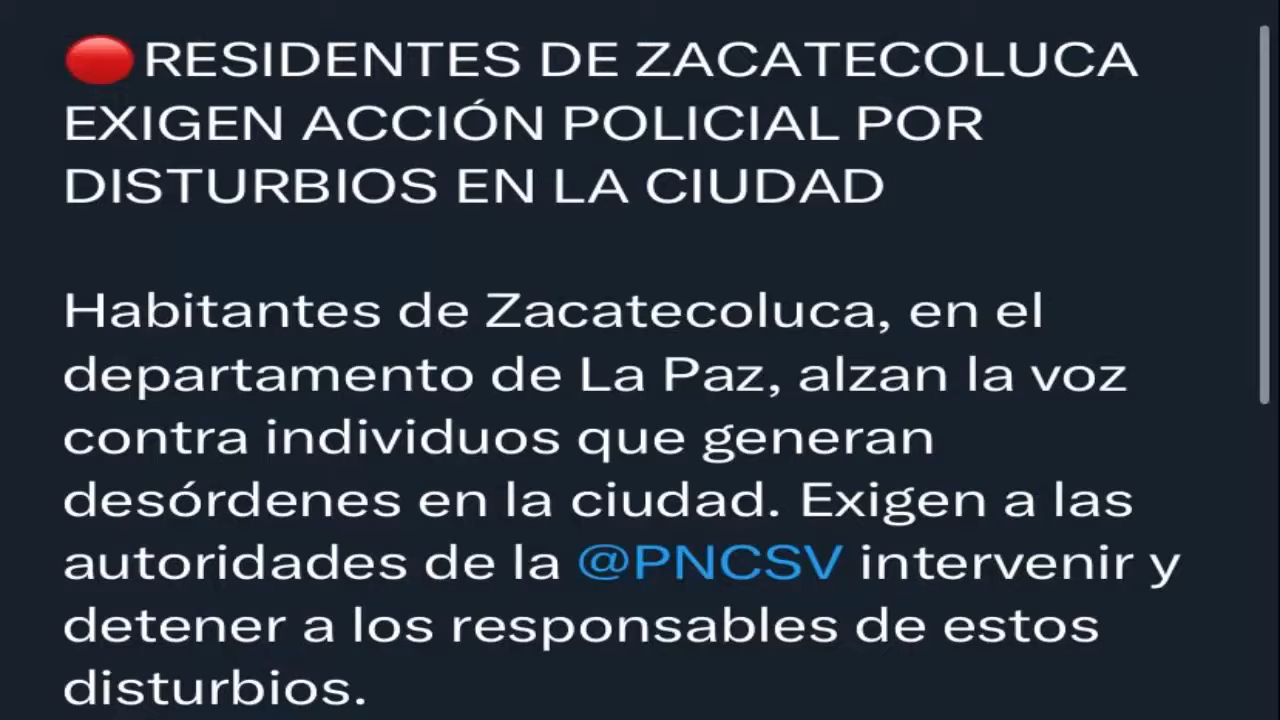 🔴RESIDENTES DE ZACATECOLUCA
EXIGEN ACCIÓN POLICIAL POR
DISTURBIOS EN LA CIUDAD
Habitantes de Zacatecoluca, en el
departamento de La Paz, alzan la voz
contra individuos que generan
desórdenes en la ciudad. Exigen a las
autoridades de la @PNCSV intervenir y
detener a los responsables de estos
disturbios.